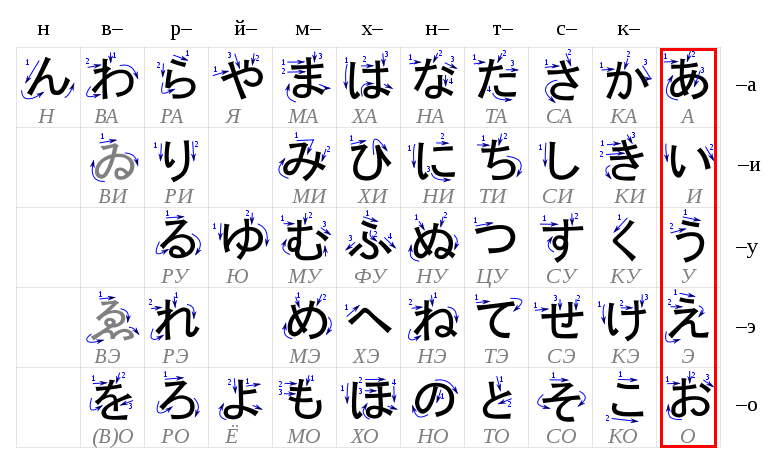 н в– р– й– м– х– н– т– с– к–
ん わ ら や ま は な た さ か あ –а
Н ВА РА Я МА ХА НА ТА СА КА А
ゐ り み ひ に ち し き い –и
ВИ РИ МИ ХИ НИ ТИ СИ КИ И
る ゆ む ふ ぬ つ す く う –у
РУ Ю МУ ФУ НУ ЦУ СУ КУ У
ゑ れ め へ ね て せ け え –э
ВЭ РЭ МЭ ХЭ НЭ ТЭ СЭ КЭ Э
を ろ よ も ほ の と そ こ お –о
(В)О РО Ё МО ХО НО ТО СО КО О